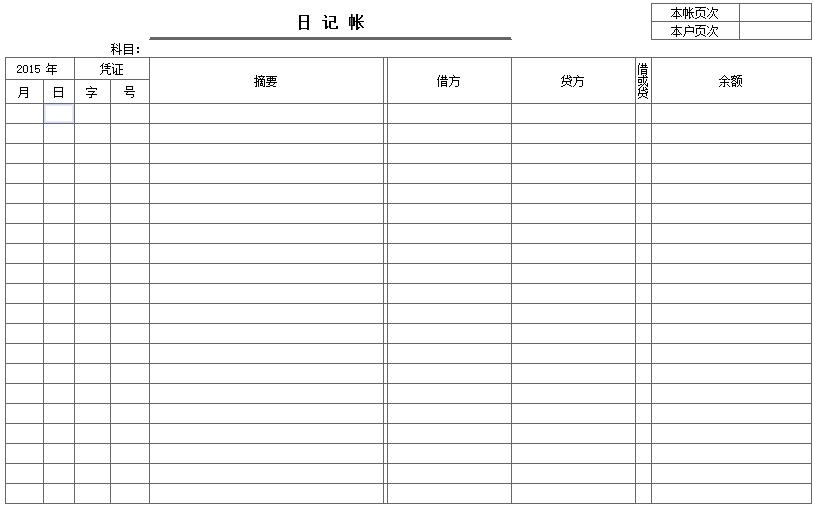 日 记 帐
本帐页次
本户页次
科目：
2015 年 凭证 摘要 借方 贷方 借或贷 余额
月 日 字 号